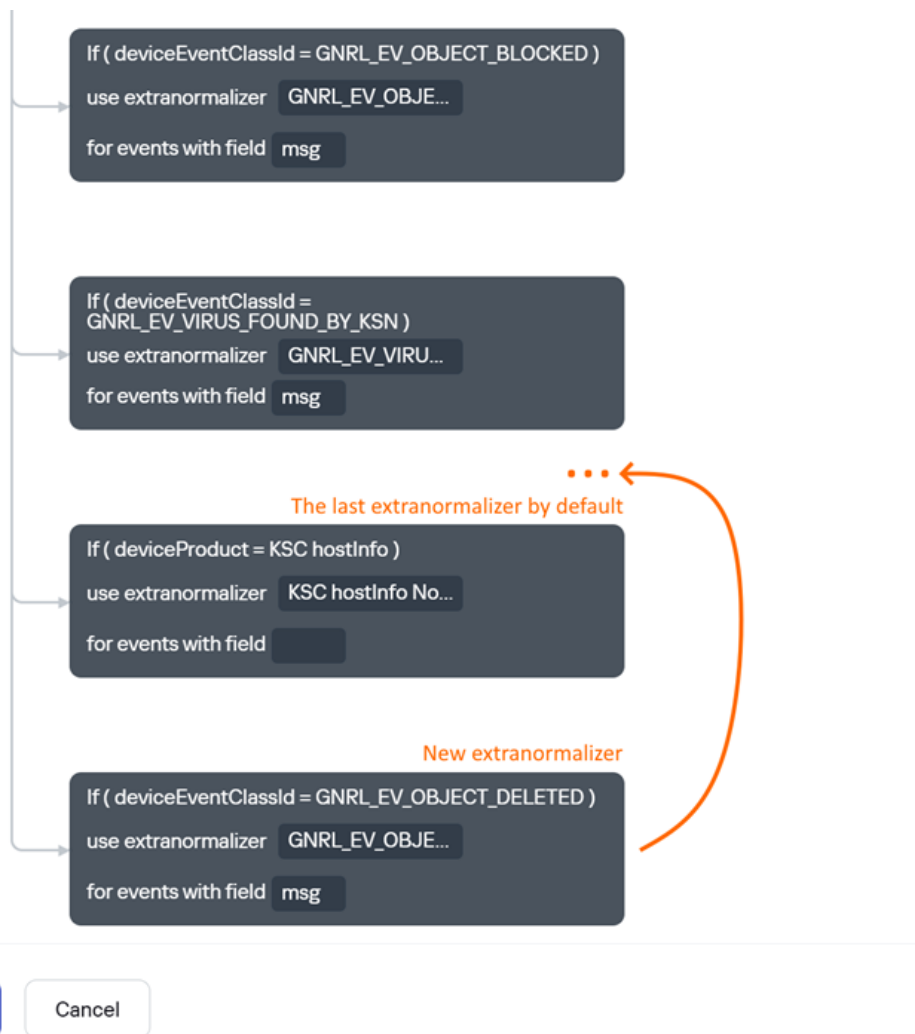 If ( deviceEventClassId = GNRL_EV_OBJECT_BLOCKED )
use extranormalizer GNRL_EV_OBJE...
for events with field msg
If ( deviceEventClassId =
GNRL_EV_VIRUS_FOUND_BY_KSN )
use extranormalizer GNRL_EV_VIRU...
for events with field msg
...
The last extranormalizer by default
If ( deviceProduct = KSC hostInfo )
use extranormalizer KSC hostInfo No...
for events with field
New extranormalizer
If ( deviceEventClassId = GNRL_EV_OBJECT_DELETED )
use extranormalizer GNRL_EV_OBJE...
for events with field msg
Cancel